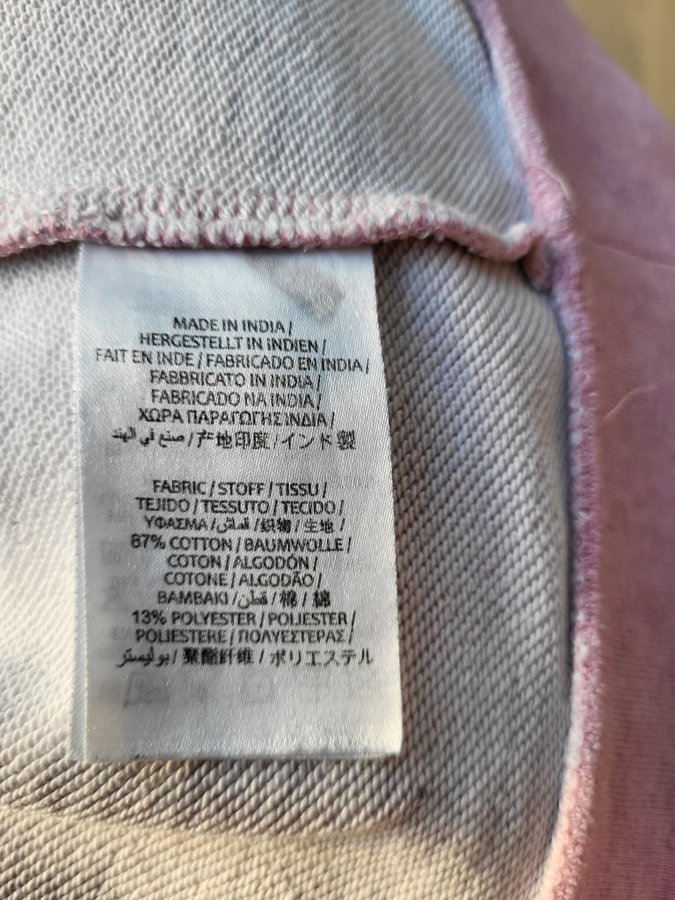 MADE IN INDIA /
HERGESTELLT IN INDIEN /
FAIT EN INDE / FABRICADO EN INDIA /
FABBRICATO IN INDIA /
FABRICADO NA INDIA /
ΧΩΡΑ ΠΑΡΑΓΩΓΗΣ ΙΝΔΙΑ /
صنع في الهند / 产地印度 / インド製
FABRIC / STOFF / TISSU /
TEJIDO / TESSUTO / TECIDO /
ΥΦΑΣΜΑ / قماش / 织物 / 生地 /
87% COTTON / BAUMWOLLE /
COTON / ALGODÓN /
COTONE / ALGODÃO /
ΒΑΜΒΑΚΙ / قطن / 棉 / 綿
13% POLYESTER / POLIESTER /
POLIESTERE / ΠΟΛΥΕΣΤΕΡΑΣ /
بوليستر / 聚酯纤维 / ポリエステル